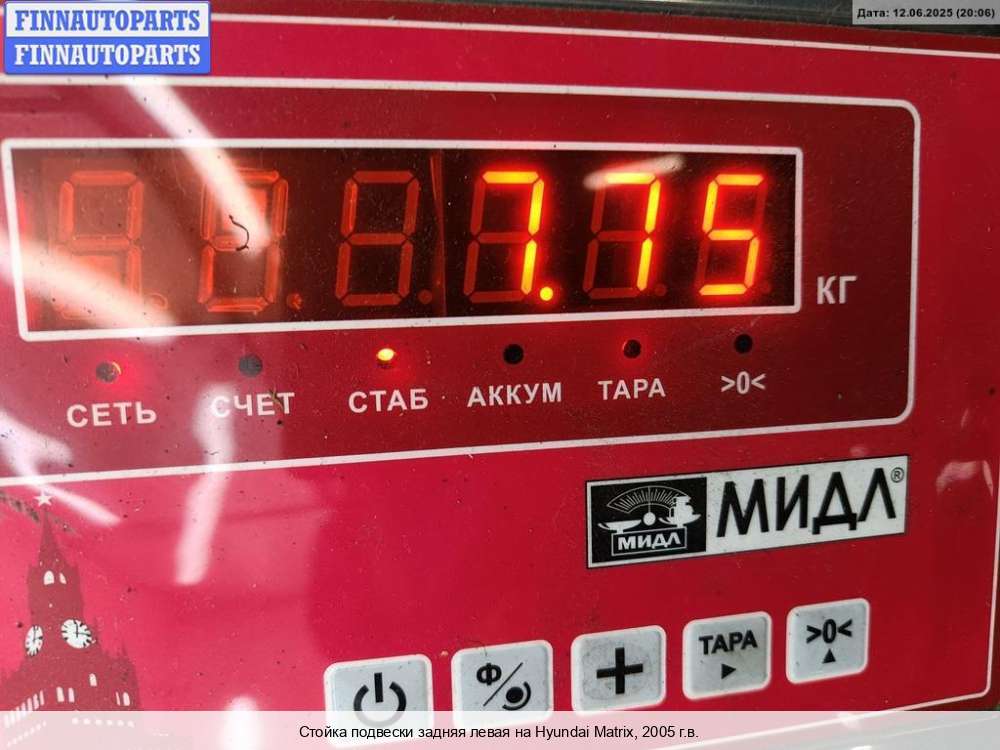 FINNAUTOPARTS
FINNAUTOPARTS
Дата: 12.06.2025 (20:06)
7.75
КГ
СЕТЬ СЧЕТ СТАБ АККУМ ТАРА >0<
МИДЛ МИДЛ®
Ф ТАРА >0<
Стойка подвески задняя левая на Hyundai Matrix, 2005 г.в.